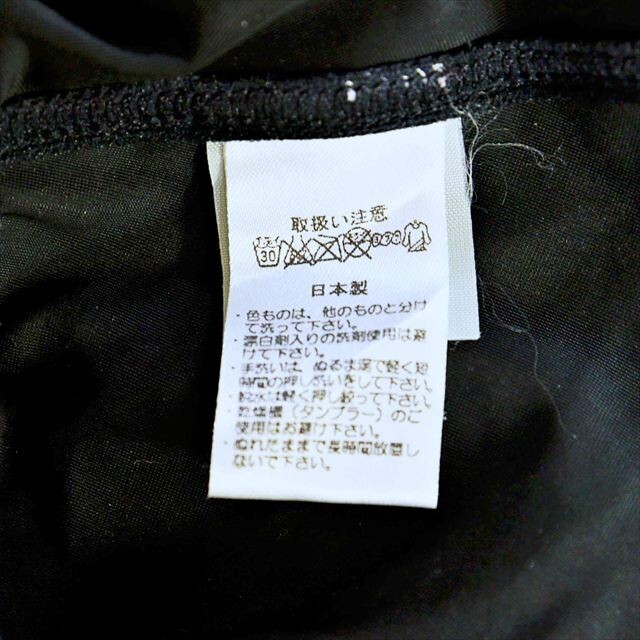 取扱い注意
30
日本製
・色ものは、他のものと分け
て洗って下さい。
・漂白剤入りの洗剤使用は避
けて下さい。
・手洗いは、ぬるま湯で軽く短
時間の押し洗いをして下さい。
・脱水は軽く押し絞って下さい。
・乾燥機（タンブラー）のご
使用はお避け下さい。
・ぬれたままで長時間放置し
ないで下さい。